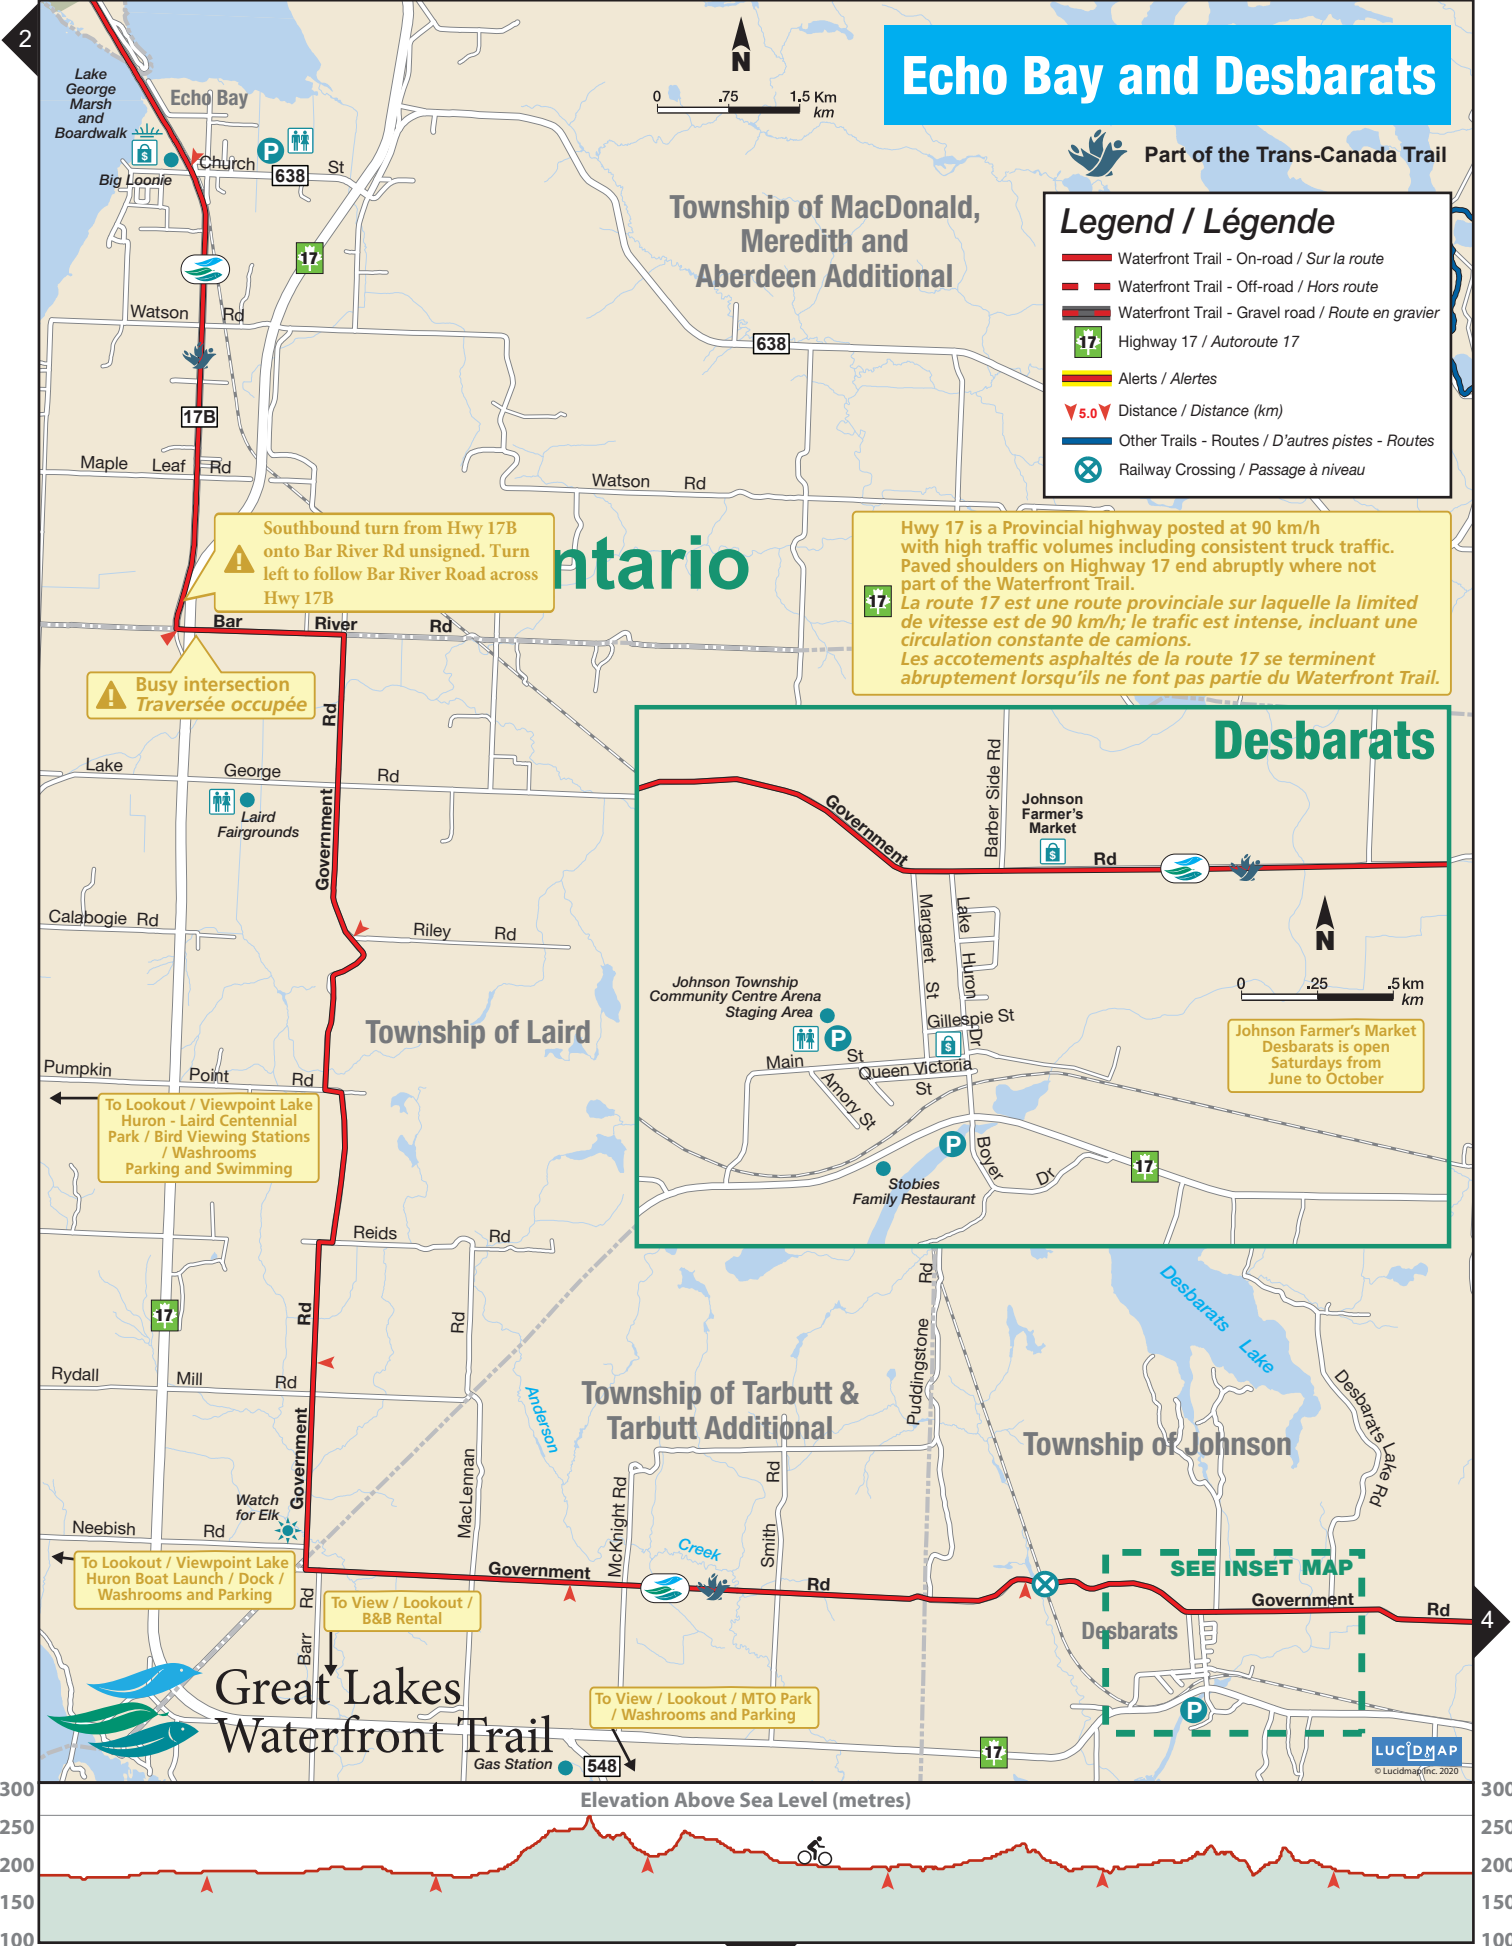 2
Echo Bay and Desbarats
Part of the Trans-Canada Trail
N
0 .75 1.5 Km
km
Legend / Légende
Waterfront Trail - On-road / Sur la route
Waterfront Trail - Off-road / Hors route
Waterfront Trail - Gravel road / Route en gravier
17 Highway 17 / Autoroute 17
Alerts / Alertes
5.0 Distance / Distance (km)
Other Trails - Routes / D'autres pistes - Routes
Railway Crossing / Passage à niveau
Lake
George
Marsh
and
Boardwalk
Echo Bay
P
$
Big Loonie
Church St
638
17
Township of MacDonald,
Meredith and
Aberdeen Additional
Watson Rd
638
17B
Maple Leaf Rd
Watson Rd
Southbound turn from Hwy 17B
onto Bar River Rd unsigned. Turn
left to follow Bar River Road across
Hwy 17B
ntario
17
Hwy 17 is a Provincial highway posted at 90 km/h
with high traffic volumes including consistent truck traffic.
Paved shoulders on Highway 17 end abruptly where not
part of the Waterfront Trail.
La route 17 est une route provinciale sur laquelle la limited
de vitesse est de 90 km/h; le trafic est intense, incluant une
circulation constante de camions.
Les accotements asphaltés de la route 17 se terminent
abruptement lorsqu'ils ne font pas partie du Waterfront Trail.
Bar River Rd
Busy intersection
Traversée occupée
Rd
Government
Lake George Rd
Laird
Fairgrounds
Calabogie Rd
Riley Rd
Township of Laird
Pumpkin Point Rd
To Lookout / Viewpoint Lake
Huron - Laird Centennial
Park / Bird Viewing Stations
/ Washrooms
Parking and Swimming
Reids Rd
17
Rd
Government
Rydall Mill Rd
Rd
MacLennan
Anderson
Creek
Township of Tarbutt &
Tarbutt Additional
Puddingstone Rd
McKnight Rd
Smith Rd
Watch
for Elk
Neebish Rd
To Lookout / Viewpoint Lake
Huron Boat Launch / Dock /
Washrooms and Parking
Barr Rd
To View / Lookout /
B&B Rental
Government Rd
To View / Lookout / MTO Park
/ Washrooms and Parking
Gas Station
548
17
Great Lakes
Waterfront Trail
Desbarats
Government Rd
Barber Side Rd
Johnson
Farmer's
Market
$
N
0 .25 .5 km
km
Johnson Farmer's Market
Desbarats is open
Saturdays from
June to October
Margaret St
Lake Huron Dr
Johnson Township
Community Centre Arena
Staging Area
P
Gillespie St
$
Main St
Queen Victoria
St
Amory St
P
Boyer Dr
17
Stobies
Family Restaurant
Desbarats Lake
Desbarats Lake Rd
Township of Johnson
SEE INSET MAP
Government Rd
Desbarats
P
4
LUCIDMAP
© Lucidmap Inc. 2020
Elevation Above Sea Level (metres)
300 300
250 250
200 200
150 150
100 100